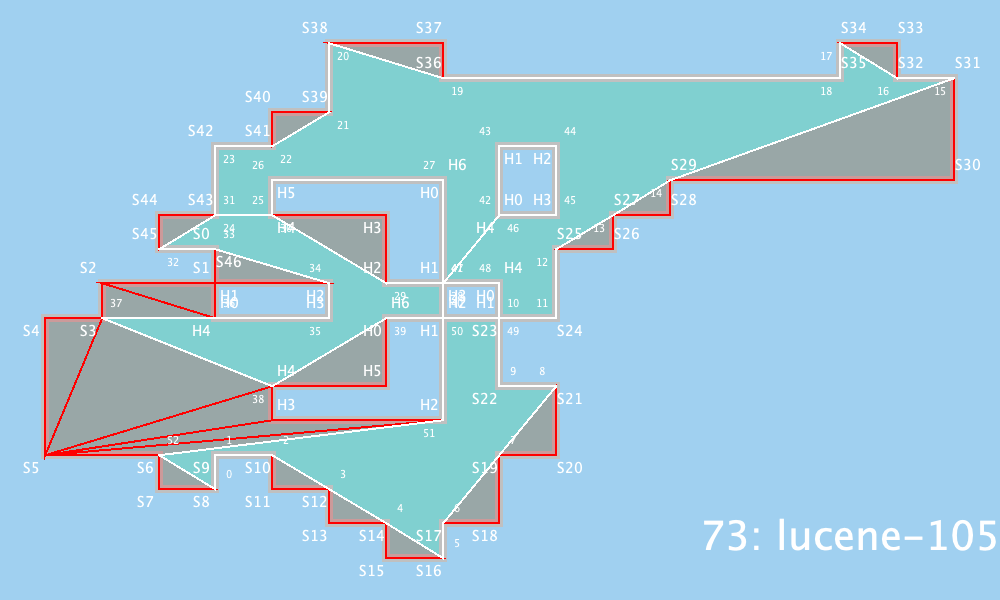 S38 S37 S34 S33
20 17
S36 S35 S32 S31
19 18 16 15
S40 S39
21
S42 S41 43 44
23 26 22 27 H6 H1 H2
S29 S30
H5 H0 14
S44 S43 31 25 42 H0 H3 45 S27 S28
24 33
S45 S0 H4 H3 H4 46 S25 13 S26
32 S46 12
S2 S1 34 H2 H1 48 H4
37 H1 H2 29 H0
H3 H6 10 11
S4 S3 H4 35 H0 39 H1 50 S23 49 S24
38 H4 H5 9 8
H3 H2 S22 S21
52 1 2 51 7
S5 S6 S9 S10 S19 S20
0 3
S7 S8 S11 S12 4 6
S13 S14 S17 S18
5
S15 S16
73: lucene-105